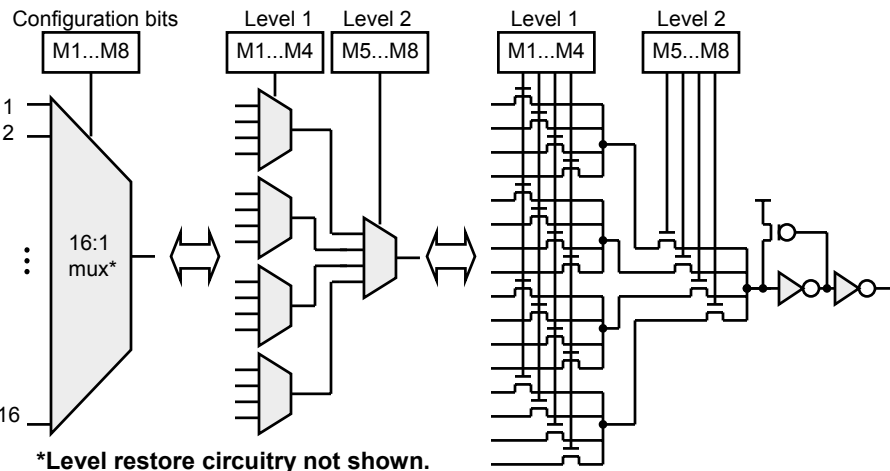 Configuration bits
Level 1
Level 2
Level 1
Level 2
M1...M8
M1...M4
M5...M8
M1...M4
M5...M8
1
2
16:1
mux*
16
*Level restore circuitry not shown.